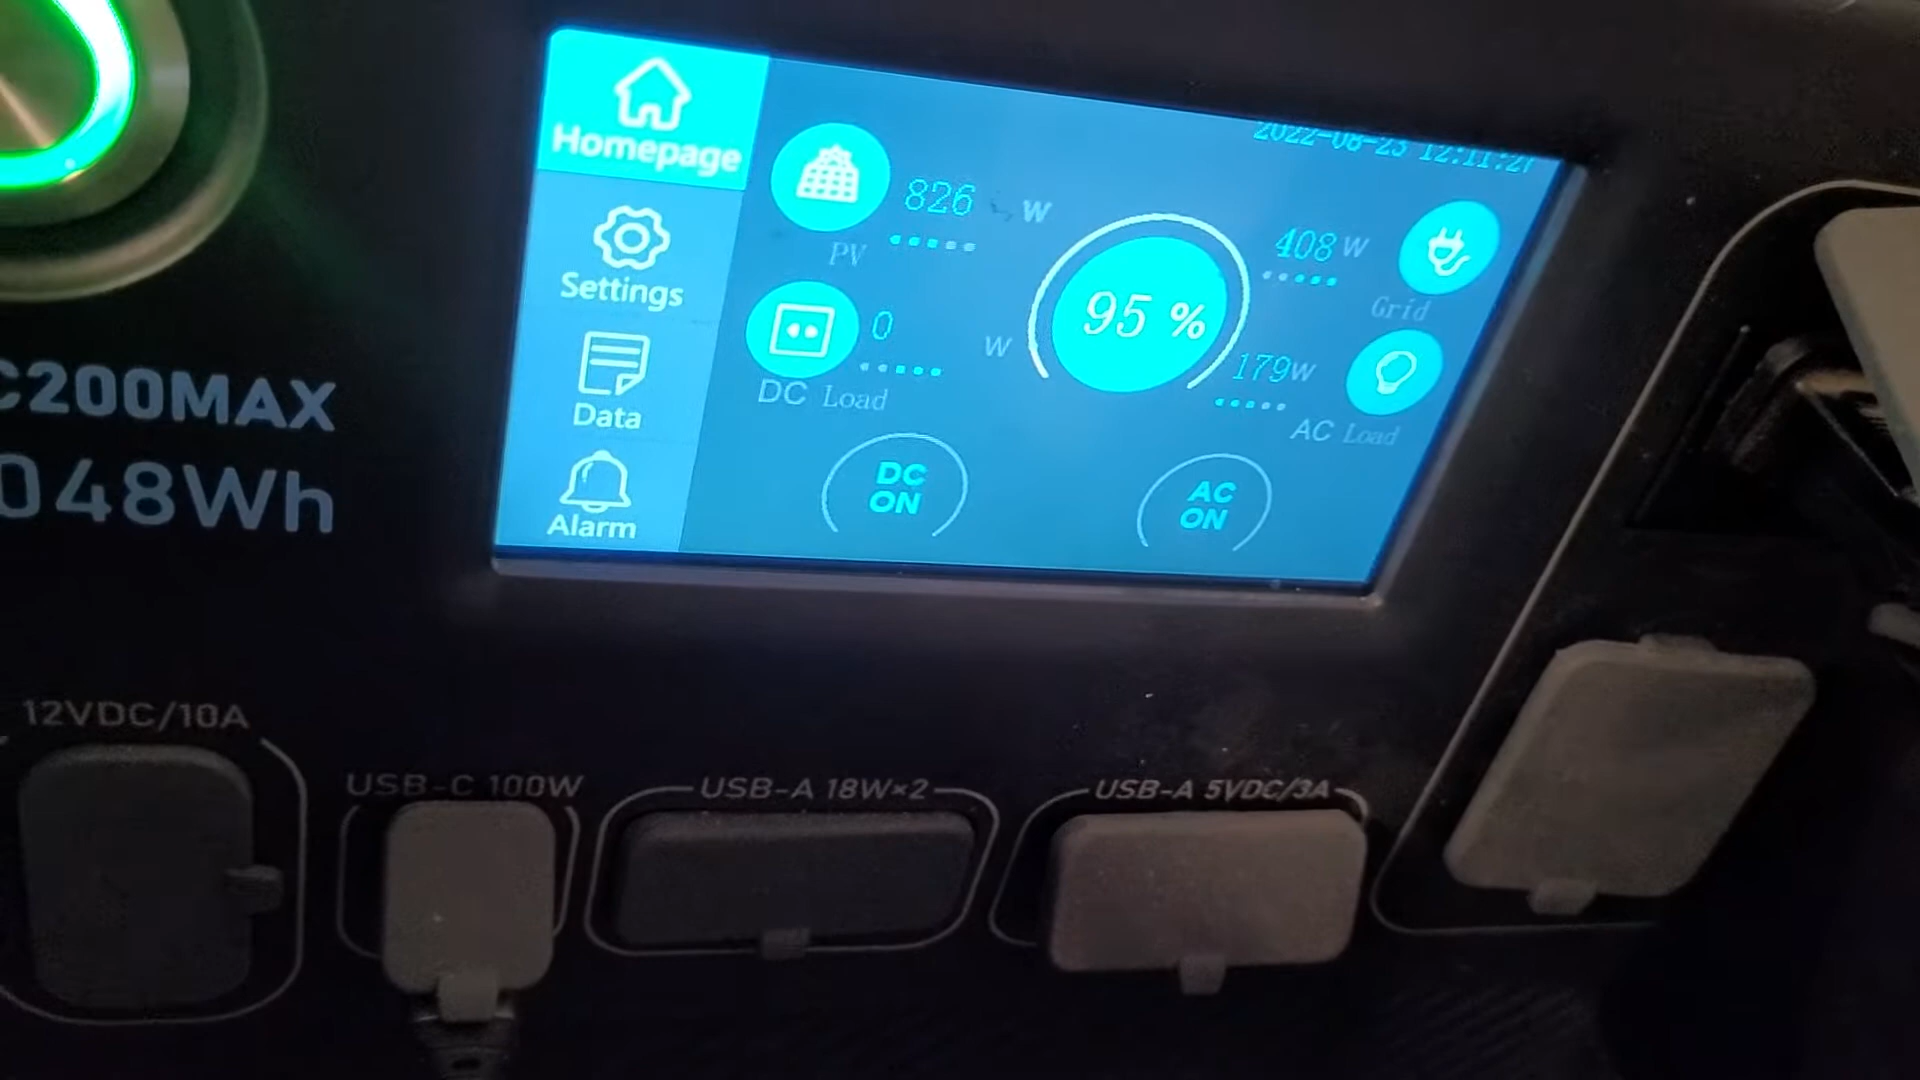 Homepage
Settings
Data
Alarm
2022-08-23 12:11:27
826 W
PV
0 W
DC Load
95 %
408 W
Grid
179W
AC Load
DC
ON
AC
ON
C200MAX
048Wh
12VDC/10A
USB-C 100W
USB-A 18W×2
USB-A 5VDC/3A